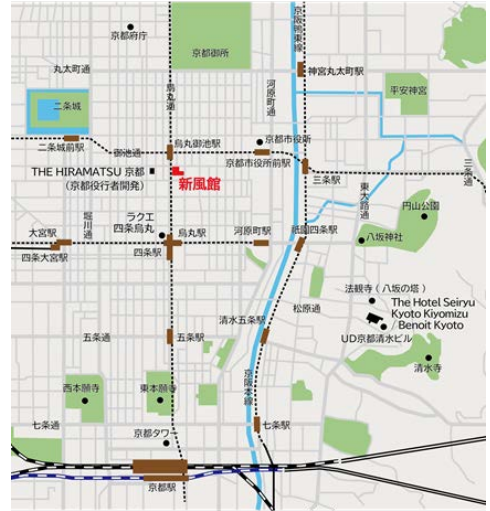 京都府庁
京都御所
京阪鴨東線
丸太町通
烏丸通
河原町通
神宮丸太町駅
平安神宮
二条城
二条城前駅
御池通
烏丸御池駅
京都市役所
京都市役所前駅
三条駅
三条通
THE HIRAMATSU 京都
(京都役行者開発)
新風館
東大路通
円山公園
堀川通
ラクエ
四条烏丸
大宮駅
四条大宮駅
烏丸駅
四条駅
河原町駅
祇園四条駅
八坂神社
法観寺 ( 八坂の塔 )
The Hotel Seiryu
Kyoto Kiyomizu
Benoit Kyoto
UD京都清水ビル
清水寺
松原通
清水五条駅
五条通
五条駅
京阪本線
西本願寺
東本願寺
七条通
七条駅
京都タワー
京都駅